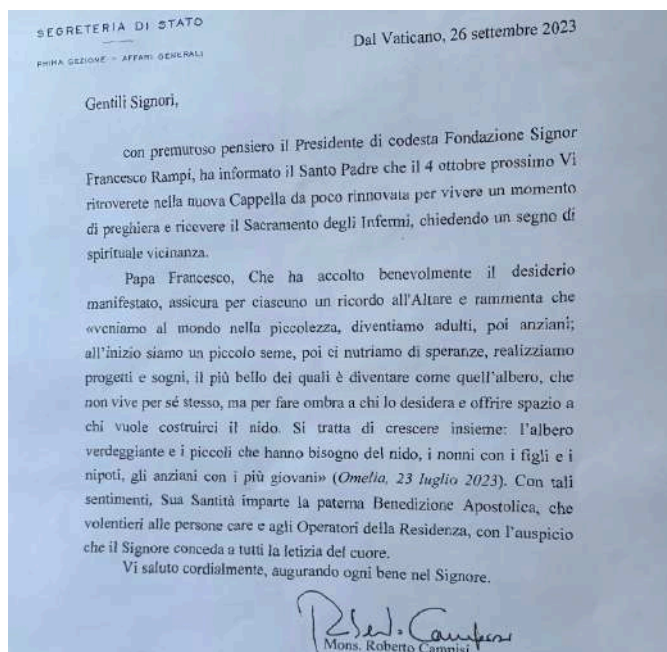 SEGRETERIA DI STATO
PRIMA SEZIONE - AFFARI GENERALI
Dal Vaticano, 26 settembre 2023
Gentili Signori,
con premuroso pensiero il Presidente di codesta Fondazione Signor
Francesco Rampi, ha informato il Santo Padre che il 4 ottobre prossimo Vi
ritroverete nella nuova Cappella da poco rinnovata per vivere un momento
di preghiera e ricevere il Sacramento degli Infermi, chiedendo un segno di
spirituale vicinanza.
Papa Francesco, Che ha accolto benevolmente il desiderio
manifestato, assicura per ciascuno un ricordo all'Altare e rammenta che
«veniamo al mondo nella piccolezza, diventiamo adulti, poi anziani;
all'inizio siamo un piccolo seme, poi ci nutriamo di speranze, realizziamo
progetti e sogni, il più bello dei quali è diventare come quell'albero, che
non vive per sé stesso, ma per fare ombra a chi lo desidera e offrire spazio a
chi vuole costruirci il nido. Si tratta di crescere insieme: l'albero
verdeggiante e i piccoli che hanno bisogno del nido, i nonni con i figli e i
nipoti, gli anziani con i più giovani» (Omelia, 23 luglio 2023). Con tali
sentimenti, Sua Santità imparte la paterna Benedizione Apostolica, che
volentieri alle persone care e agli Operatori della Residenza, con l'auspicio
che il Signore conceda a tutti la letizia del cuore.
Vi saluto cordialmente, augurando ogni bene nel Signore.
Mons. Roberto Campisi